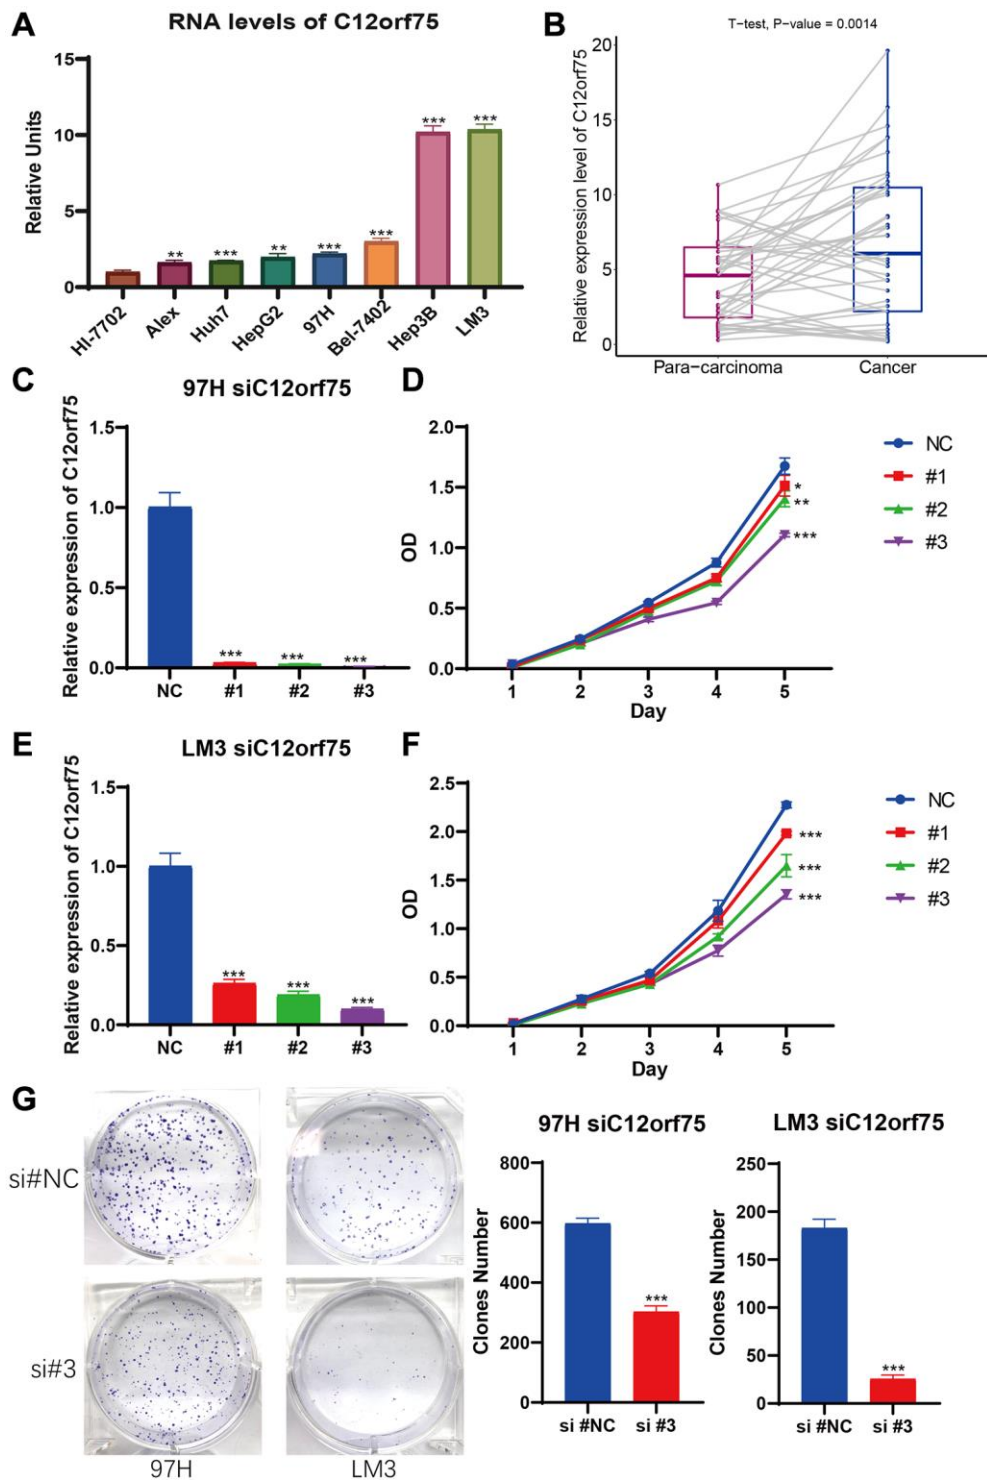 A
RNA levels of C12orf75
Relative Units
15
10
5
0
**
***
**
***
***
***
***
Hl-7702
Alex
Huh7
HepG2
97H
Bel-7402
Hep3B
LM3
B
T-test, P-value = 0.0014
Relative expression level of C12orf75
20
15
10
5
0
Para-carcinoma
Cancer
C
97H siC12orf75
Relative expression of C12orf75
1.5
1.0
0.5
0.0
***
***
***
NC
#1
#2
#3
D
OD
2.0
1.5
1.0
0.5
0.0
*
**
***
1
2
3
4
5
Day
NC
#1
#2
#3
E
LM3 siC12orf75
Relative expression of C12orf75
1.5
1.0
0.5
0.0
***
***
***
NC
#1
#2
#3
F
OD
2.5
2.0
1.5
1.0
0.5
0.0
***
***
***
1
2
3
4
5
Day
NC
#1
#2
#3
G
si#NC
si#3
97H
LM3
97H siC12orf75
Clones Number
800
600
400
200
0
***
si #NC
si #3
LM3 siC12orf75
Clones Number
250
200
150
100
50
0
***
si #NC
si #3